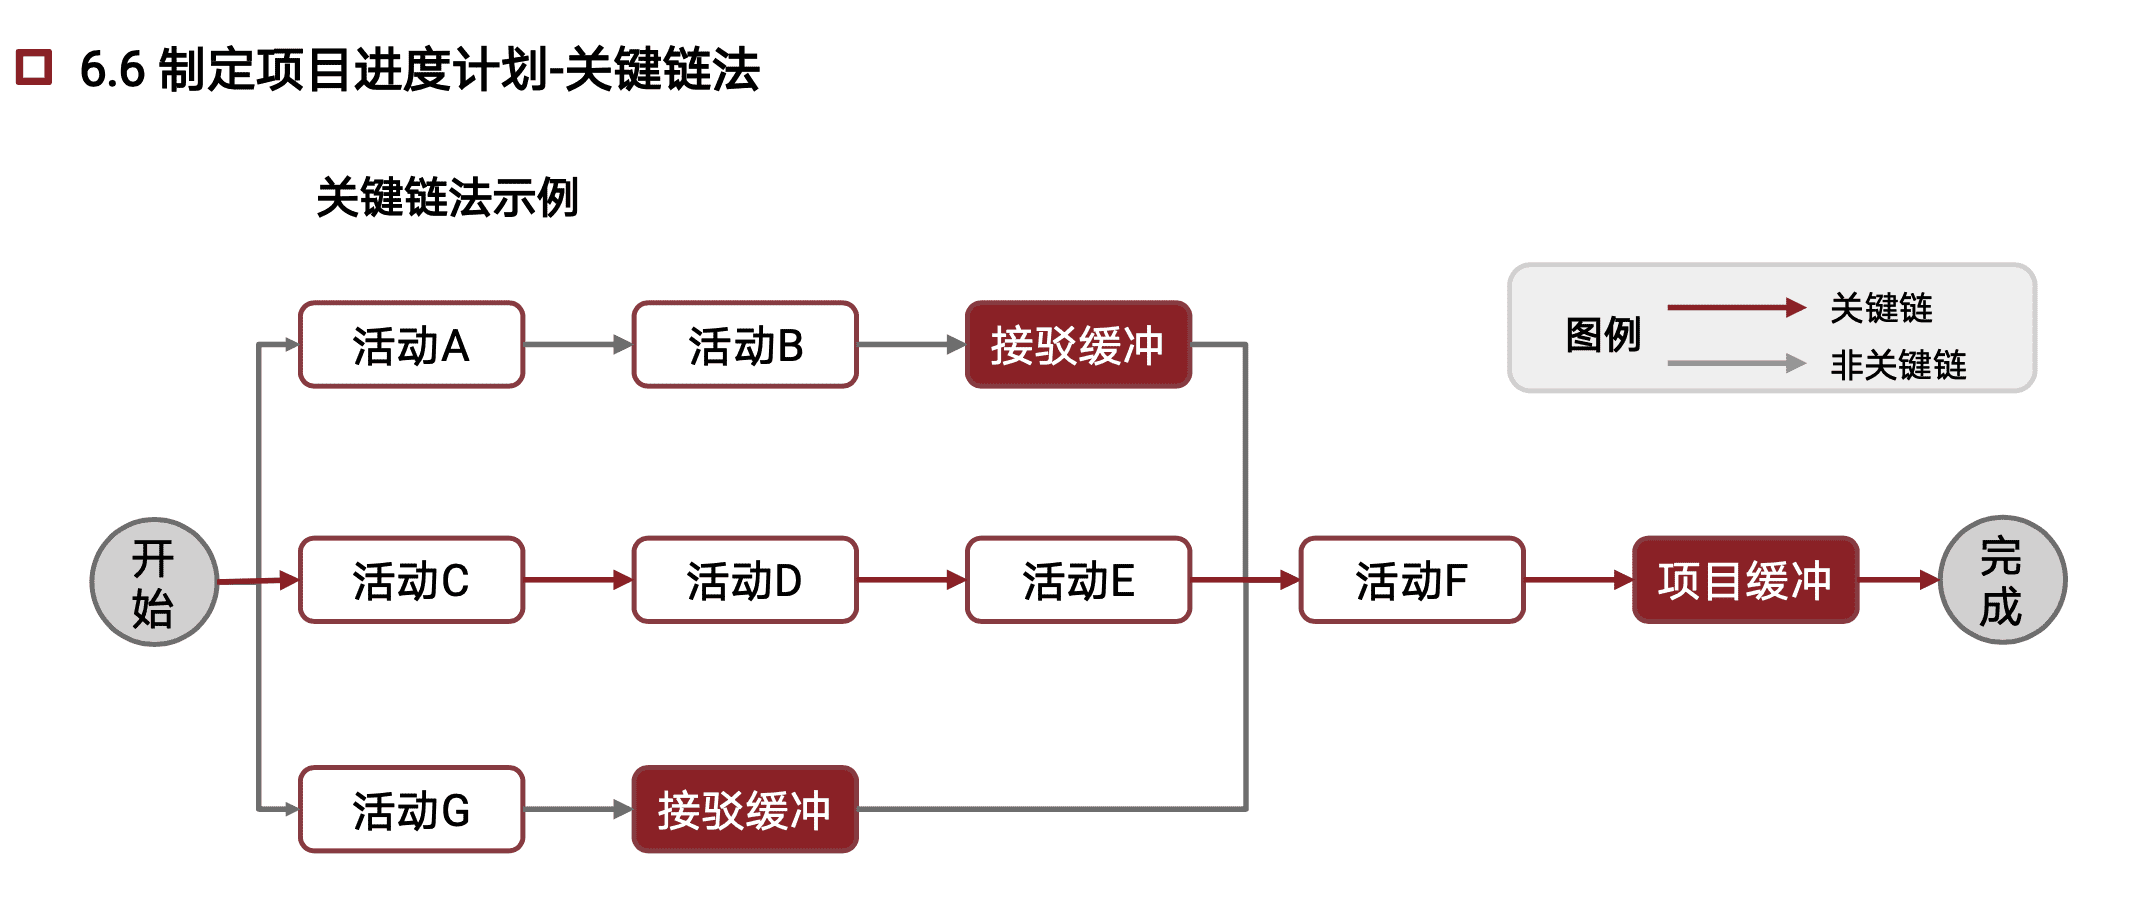 6.6 制定项目进度计划-关键链法
关键链法示例
图例
关键链
非关键链
活动A
活动B
接驳缓冲
开始
活动C
活动D
活动E
活动F
项目缓冲
完成
活动G
接驳缓冲